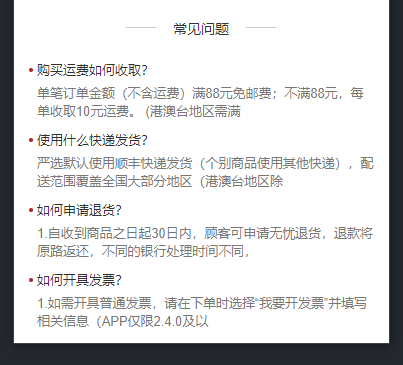 常见问题
购买运费如何收取？
单笔订单金额（不含运费）满88元免邮费；不满88元，每
单收取10元运费。 (港澳台地区需满
使用什么快递发货？
严选默认使用顺丰快递发货（个别商品使用其他快递），配
送范围覆盖全国大部分地区（港澳台地区除
如何申请退货？
1.自收到商品之日起30日内，顾客可申请无忧退货，退款将
原路返还，不同的银行处理时间不同，
如何开具发票？
1.如需开具普通发票，请在下单时选择“我要开发票”并填写
相关信息（APP仅限2.4.0及以